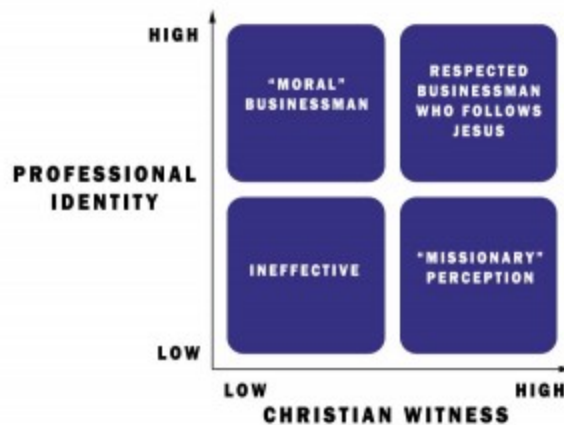 HIGH
"MORAL"
BUSINESSMAN
RESPECTED
BUSINESSMAN
WHO FOLLOWS
JESUS
PROFESSIONAL
IDENTITY
INEFFECTIVE
"MISSIONARY"
PERCEPTION
LOW
LOW
HIGH
CHRISTIAN WITNESS